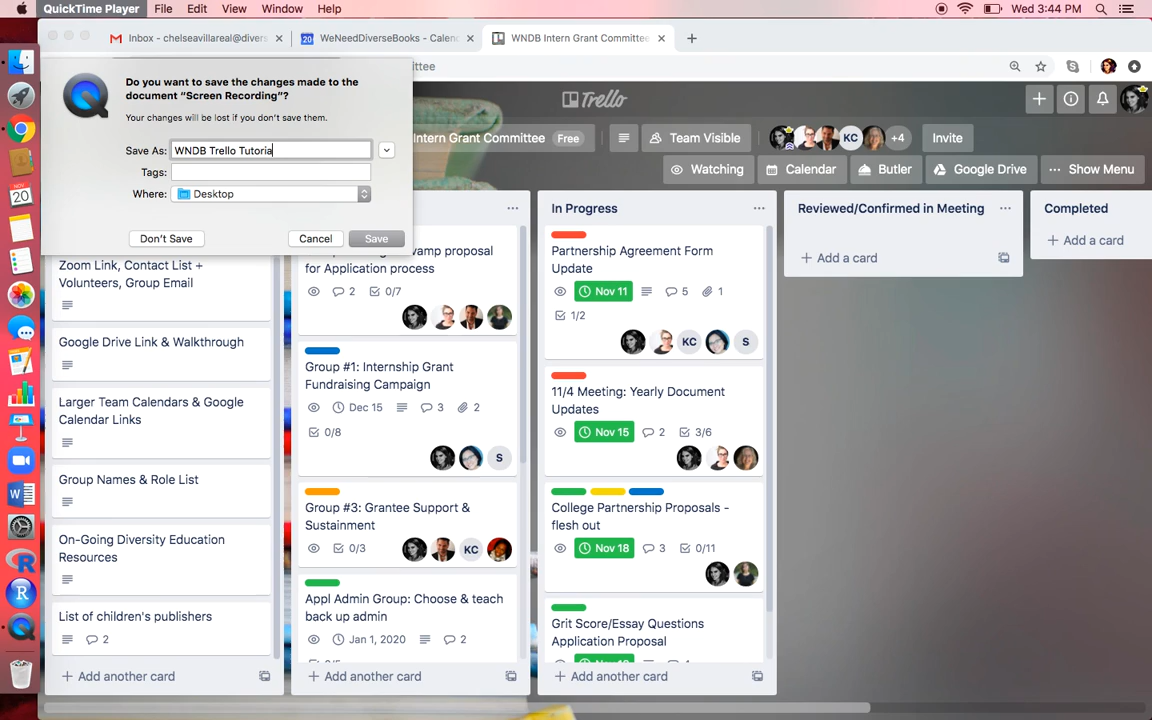 QuickTime Player File Edit View Window Help
Wed 3:44 PM
Inbox - chelseavillareal@divers
WeNeedDiverseBooks - Calend
WNDB Intern Grant Committee
ttee
Do you want to save the changes made to the
document “Screen Recording”?
Your changes will be lost if you don't save them.
Save As: WNDB Trello Tutoria
Tags:
Where: Desktop
Don't Save Cancel Save
Trello
Intern Grant Committee Free Team Visible KC +4 Invite
Watching Calendar Butler Google Drive ... Show Menu
Zoom Link, Contact List +
Volunteers, Group Email
Google Drive Link & Walkthrough
Larger Team Calendars & Google
Calendar Links
Group Names & Role List
On-Going Diversity Education
Resources
List of children's publishers
2
+ Add another card
vamp proposal
for Application process
2 0/7
Group #1: Internship Grant
Fundraising Campaign
Dec 15 3 2
0/8
S
Group #3: Grantee Support &
Sustainment
0/3 KC
Appl Admin Group: Choose & teach
back up admin
Jan 1, 2020 2
+ Add another card
In Progress
Partnership Agreement Form
Update
Nov 11 5 1
1/2
KC S
11/4 Meeting: Yearly Document
Updates
Nov 15 2 3/6
College Partnership Proposals -
flesh out
Nov 18 3 0/11
Grit Score/Essay Questions
Application Proposal
+ Add another card
Reviewed/Confirmed in Meeting
+ Add a card
Completed
+ Add a card